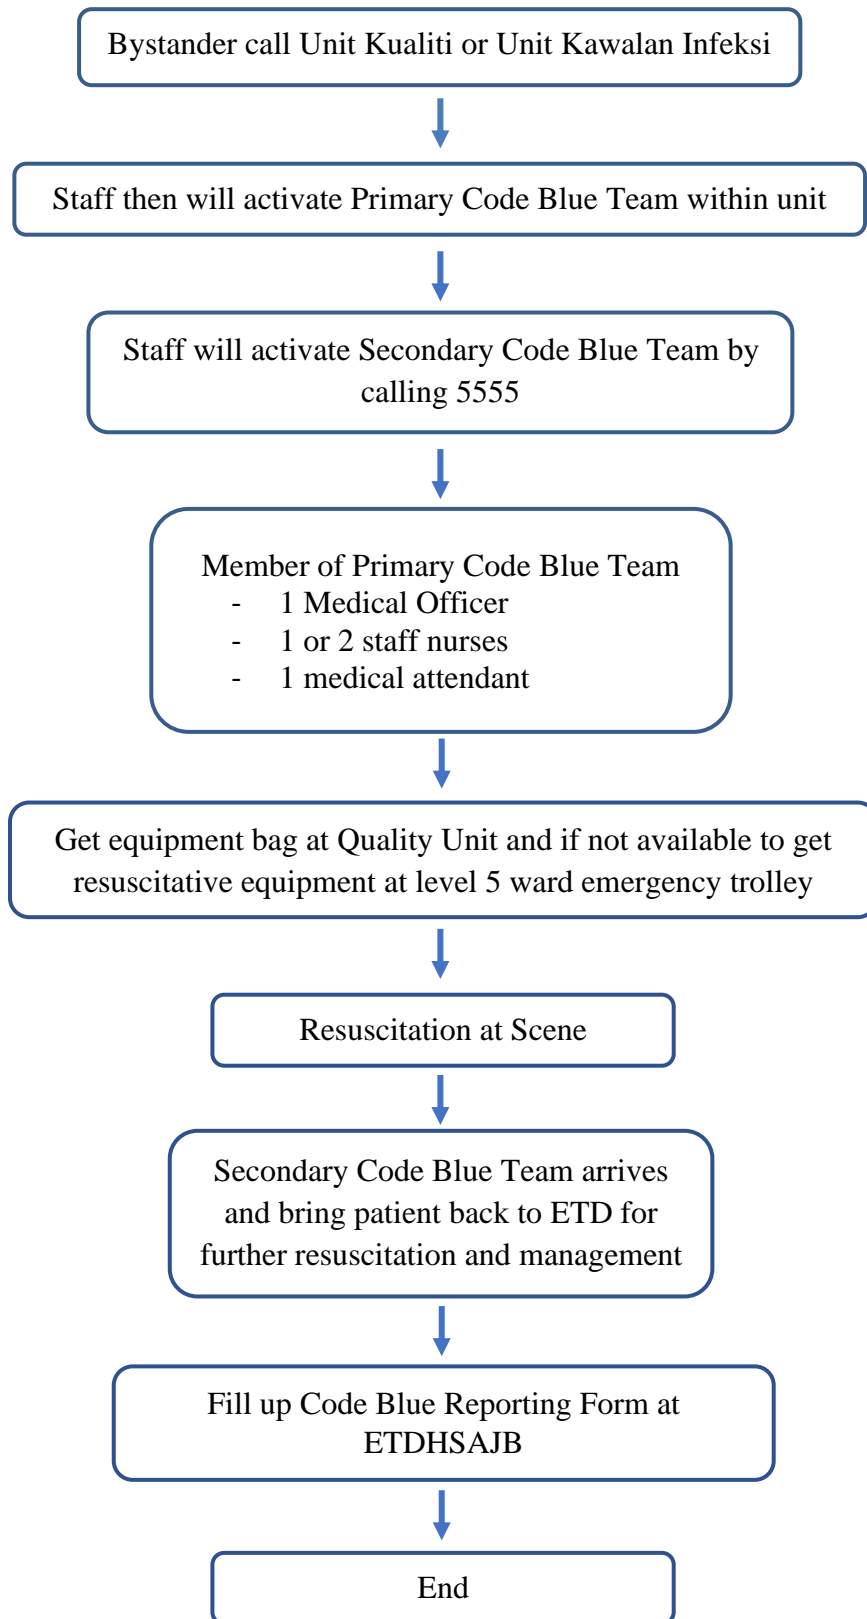 Bystander call Unit Kualiti or Unit Kawalan Infeksi
Staff then will activate Primary Code Blue Team within unit
Staff will activate Secondary Code Blue Team by
calling 5555
Member of Primary Code Blue Team
- 1 Medical Officer
- 1 or 2 staff nurses
- 1 medical attendant
Get equipment bag at Quality Unit and if not available to get
resuscitative equipment at level 5 ward emergency trolley
Resuscitation at Scene
Secondary Code Blue Team arrives
and bring patient back to ETD for
further resuscitation and management
Fill up Code Blue Reporting Form at
ETDHSAJB
End